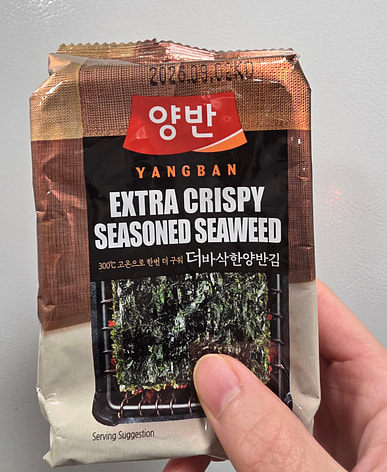 2026.09.02KO
양반
YANGBAN
EXTRA CRISPY
SEASONED SEAWEED
300℃ 고온으로 한번 더 구워 더바삭한양반김
Serving Suggestion